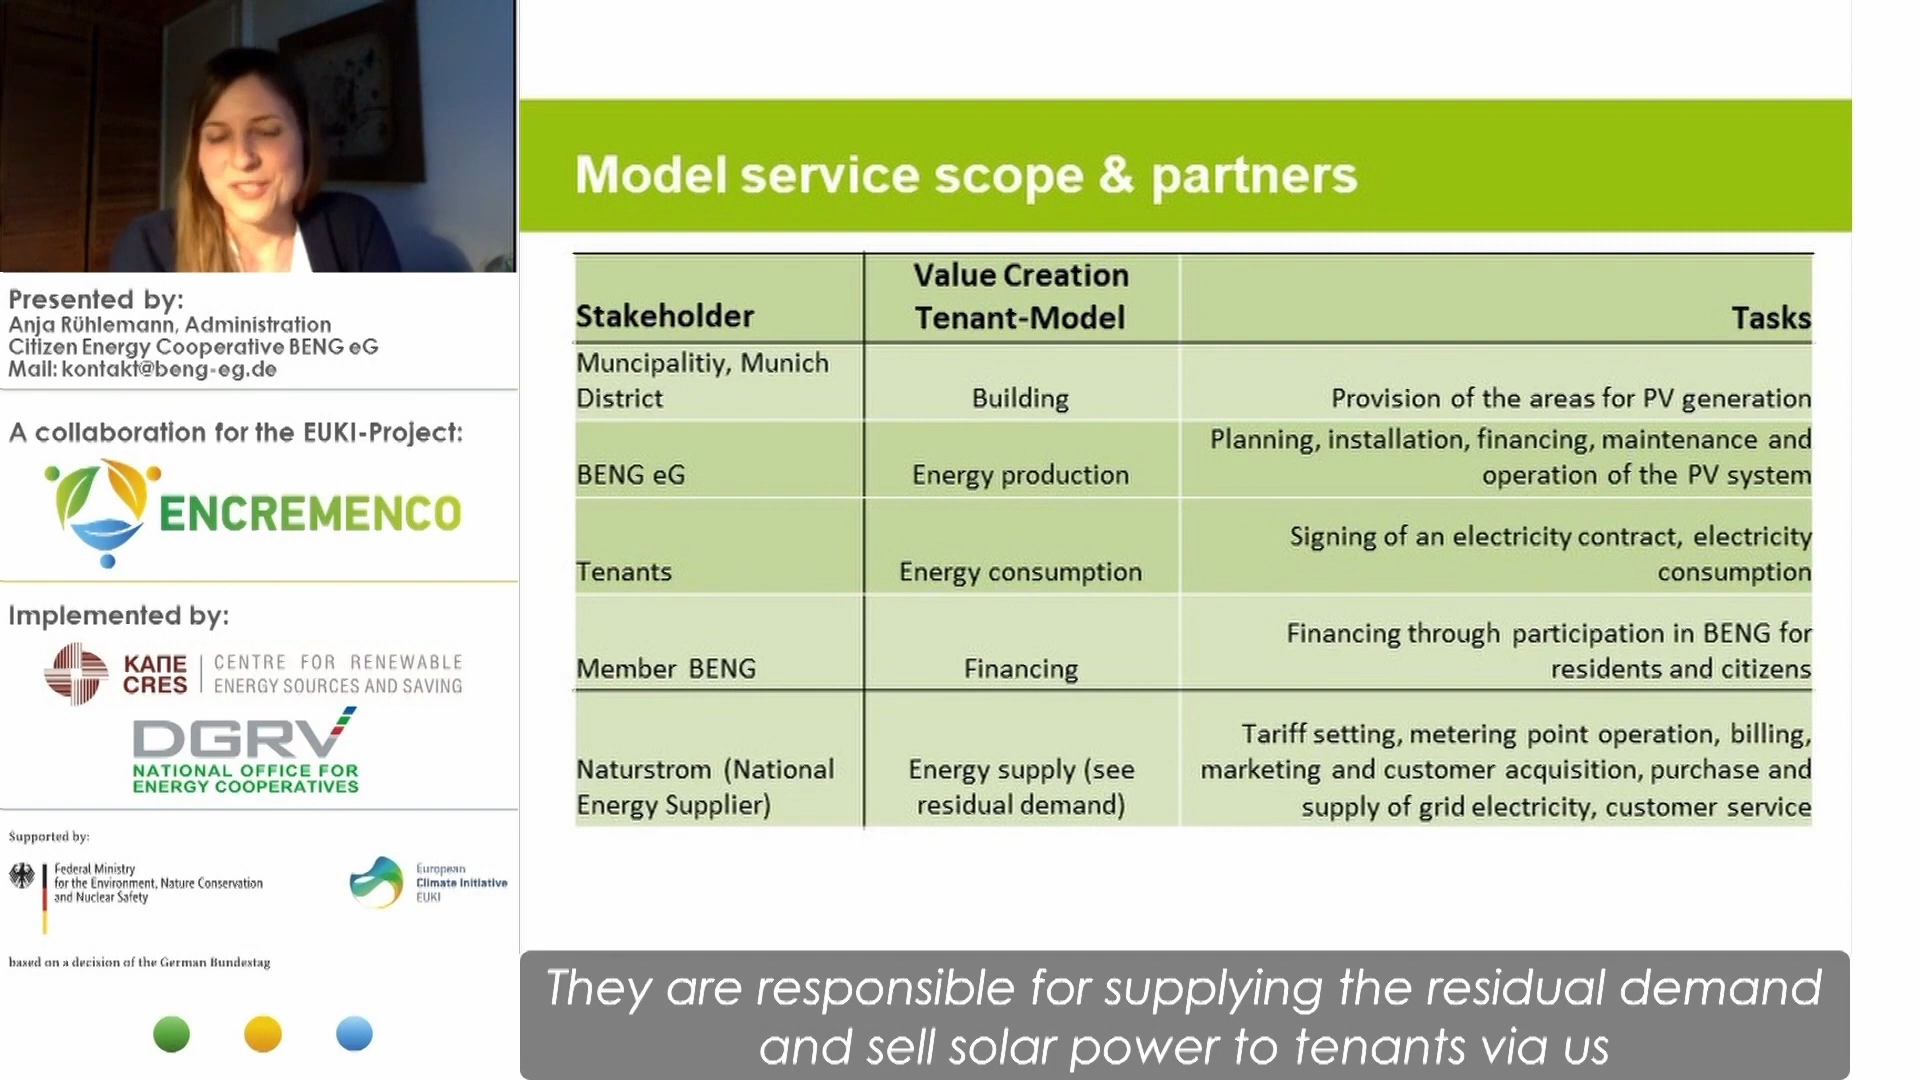 Presented by:
Anja Rühlemann, Administration
Citizen Energy Cooperative BENG eG
Mail: kontakt@beng-eg.de
A collaboration for the EUKI-Project:
ENCREMENCO
Implemented by:
ΚΑΠΕ
CRES
CENTRE FOR RENEWABLE
ENERGY SOURCES AND SAVING
DGRV
NATIONAL OFFICE FOR
ENERGY COOPERATIVES
Supported by:
Federal Ministry
for the Environment, Nature Conservation
and Nuclear Safety
European
Climate Initiative
EUKI
based on a decision of the German Bundestag
Model service scope & partners
Stakeholder
Value Creation
Tenant-Model
Tasks
Muncipalitiy, Munich
District
Building
Provision of the areas for PV generation
BENG eG
Energy production
Planning, installation, financing, maintenance and
operation of the PV system
Tenants
Energy consumption
Signing of an electricity contract, electricity
consumption
Member BENG
Financing
Financing through participation in BENG for
residents and citizens
Naturstrom (National
Energy Supplier)
Energy supply (see
residual demand)
Tariff setting, metering point operation, billing,
marketing and customer acquisition, purchase and
supply of grid electricity, customer service
They are responsible for supplying the residual demand
and sell solar power to tenants via us